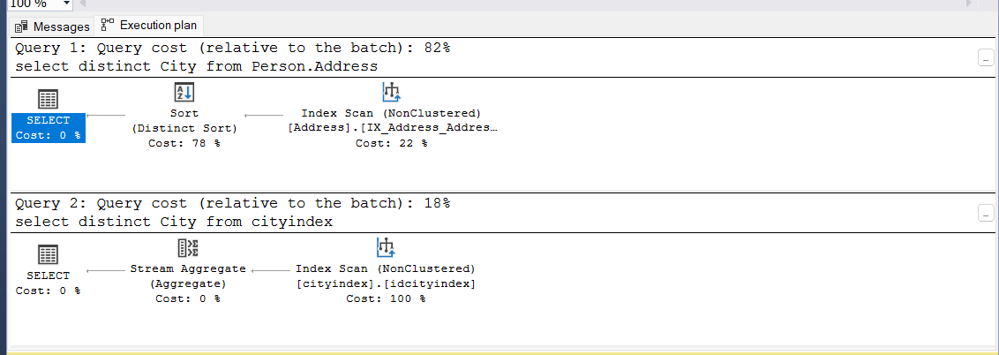 100 %
Messages Execution plan
Query 1: Query cost (relative to the batch): 82%
select distinct City from Person.Address
SELECT
Cost: 0 %
Sort
(Distinct Sort)
Cost: 78 %
Index Scan (NonClustered)
[Address].[IX_Address_Addres…
Cost: 22 %
Query 2: Query cost (relative to the batch): 18%
select distinct City from cityindex
SELECT
Cost: 0 %
Stream Aggregate
(Aggregate)
Cost: 0 %
Index Scan (NonClustered)
[cityindex].[idcityindex]
Cost: 100 %